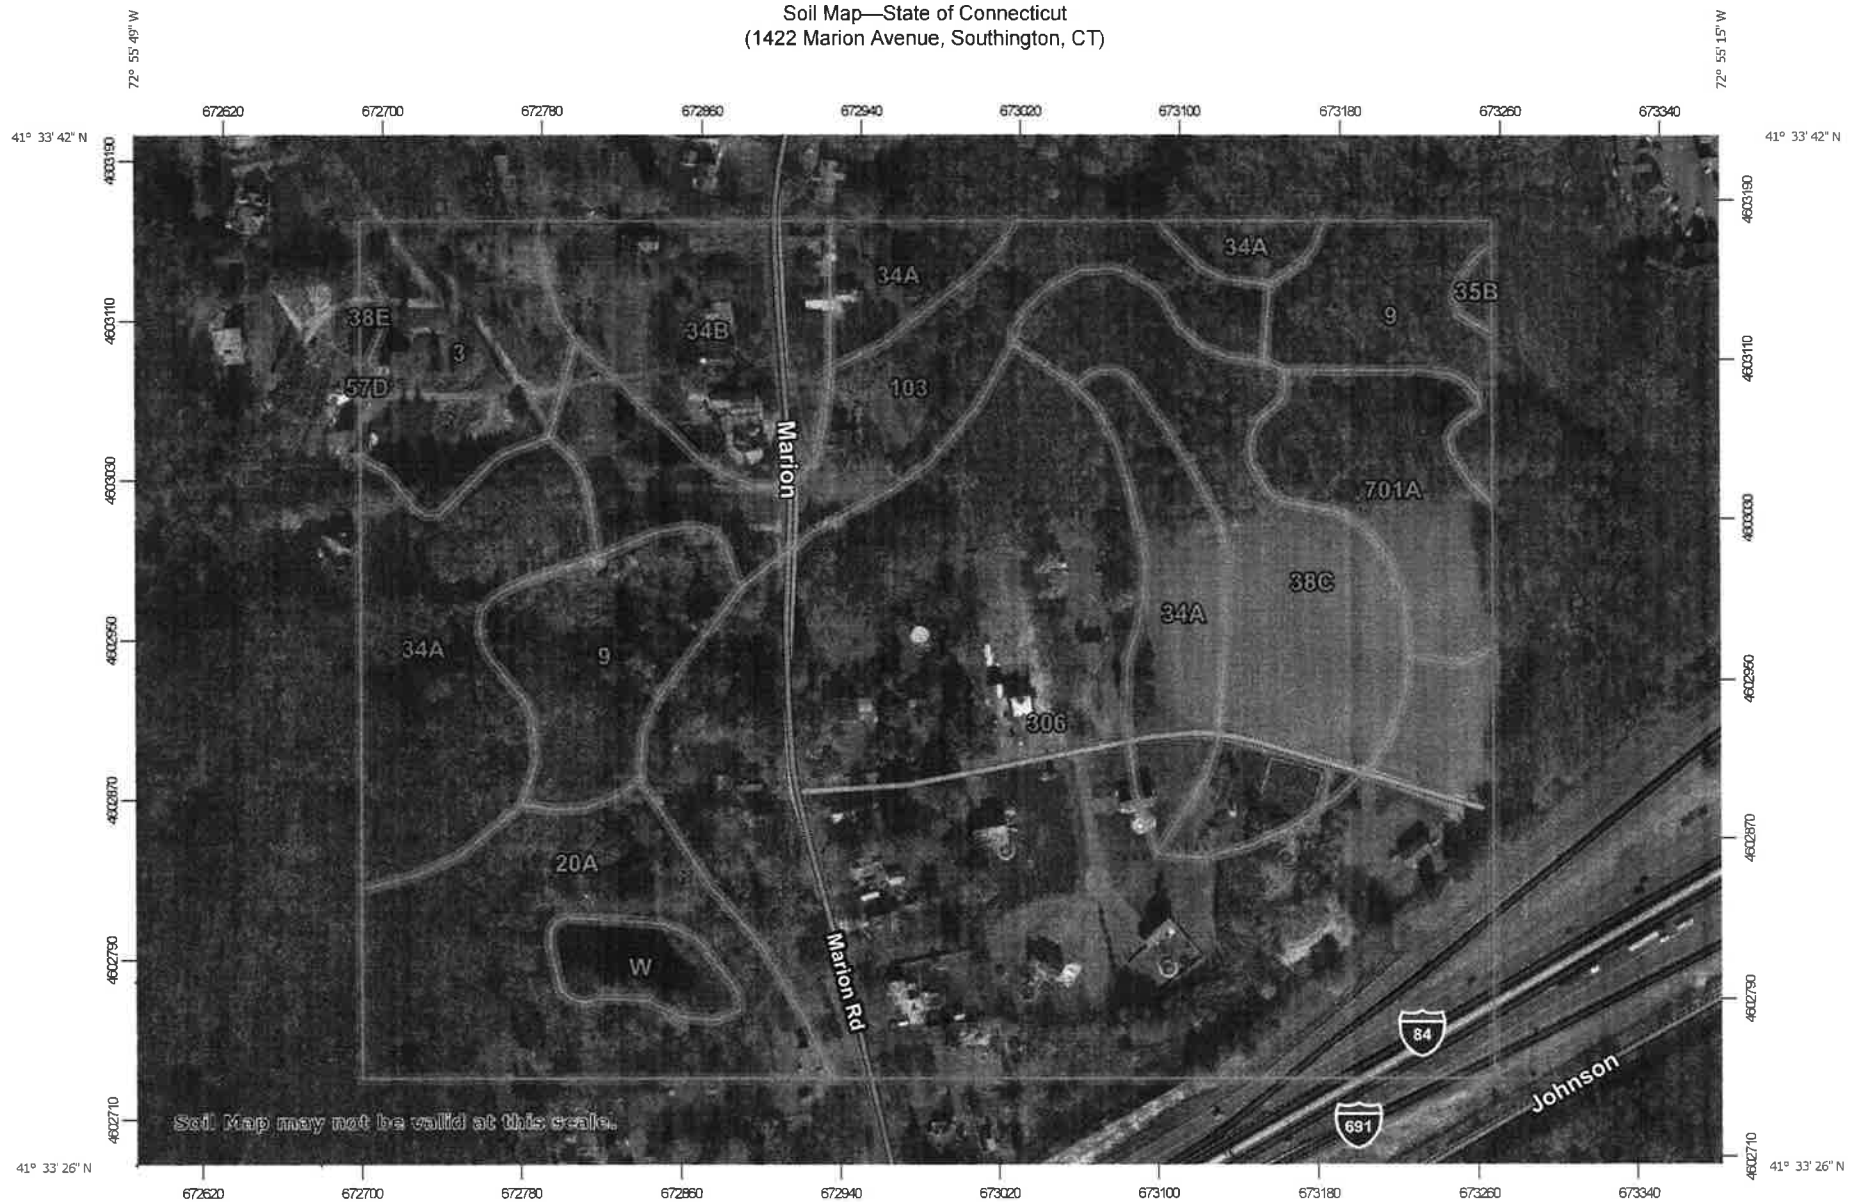 Soil Map—State of Connecticut
(1422 Marion Avenue, Southington, CT)
72° 55' 49" W
72° 55' 15" W
672620 672700 672780 672860 672940 673020 673100 673180 673260 673340
41° 33' 42" N
41° 33' 42" N
4603190
4603190
34A
34A
35B
38E
34B
9
4603110
4603110
3
57D
103
Marion
4603030
701A
4603030
38C
34A
4602950
34A
9
4602950
306
4602870
4602870
20A
4602790
W
Marion Rd
4602790
84
Johnson
4602710
Soil Map may not be valid at this scale.
691
4602710
41° 33' 26" N
41° 33' 26" N
672620 672700 672780 672860 672940 673020 673100 673180 673260 673340